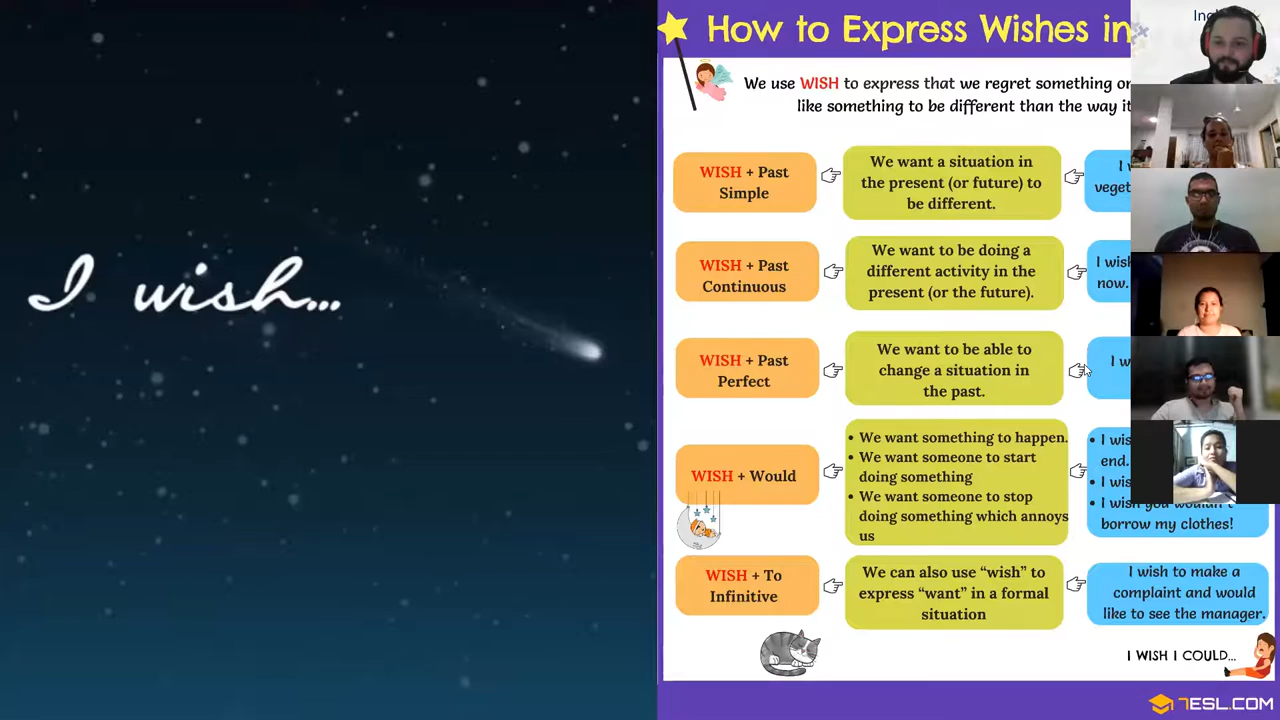 I wish...
How to Express Wishes in
We use WISH to express that we regret something or
like something to be different than the way it
WISH + Past
Simple
We want a situation in
the present (or future) to
be different.
I
veget
WISH + Past
Continuous
We want to be doing a
different activity in the
present (or the future).
I wish
now.
WISH + Past
Perfect
We want to be able to
change a situation in
the past.
I w
WISH + Would
• We want something to happen.
• We want someone to start
doing something
• We want someone to stop
doing something which annoys
us
• I wis
end.
• I wis
• I wish you wouldn't
borrow my clothes!
WISH + To
Infinitive
We can also use “wish” to
express “want” in a formal
situation
I wish to make a
complaint and would
like to see the manager.
I WISH I COULD...
7ESL.COM